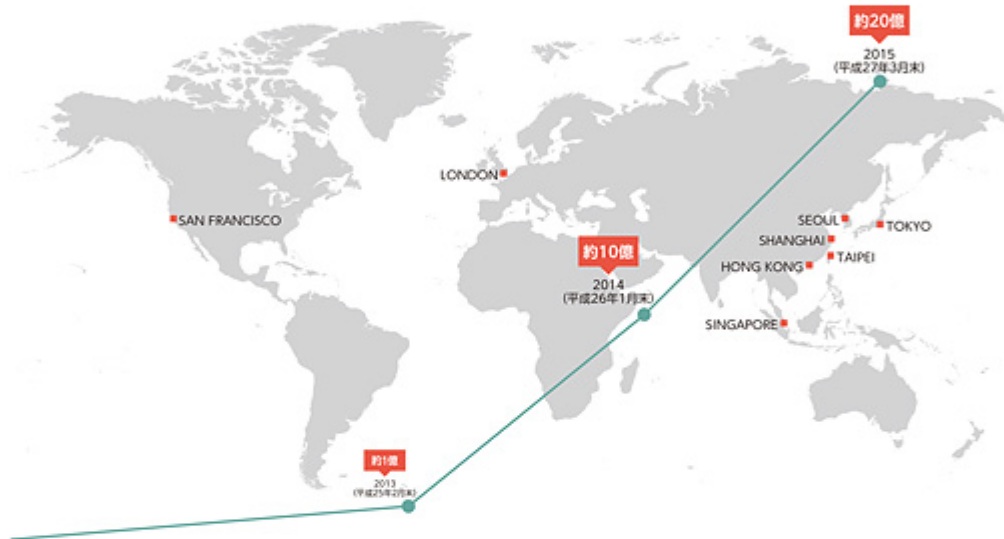 約20億
2015
(平成27年3月末)
LONDON
SAN FRANCISCO
SEOUL
TOKYO
SHANGHAI
TAIPEI
HONG KONG
約10億
2014
(平成26年1月末)
SINGAPORE
約1億
2013
(平成25年2月末)